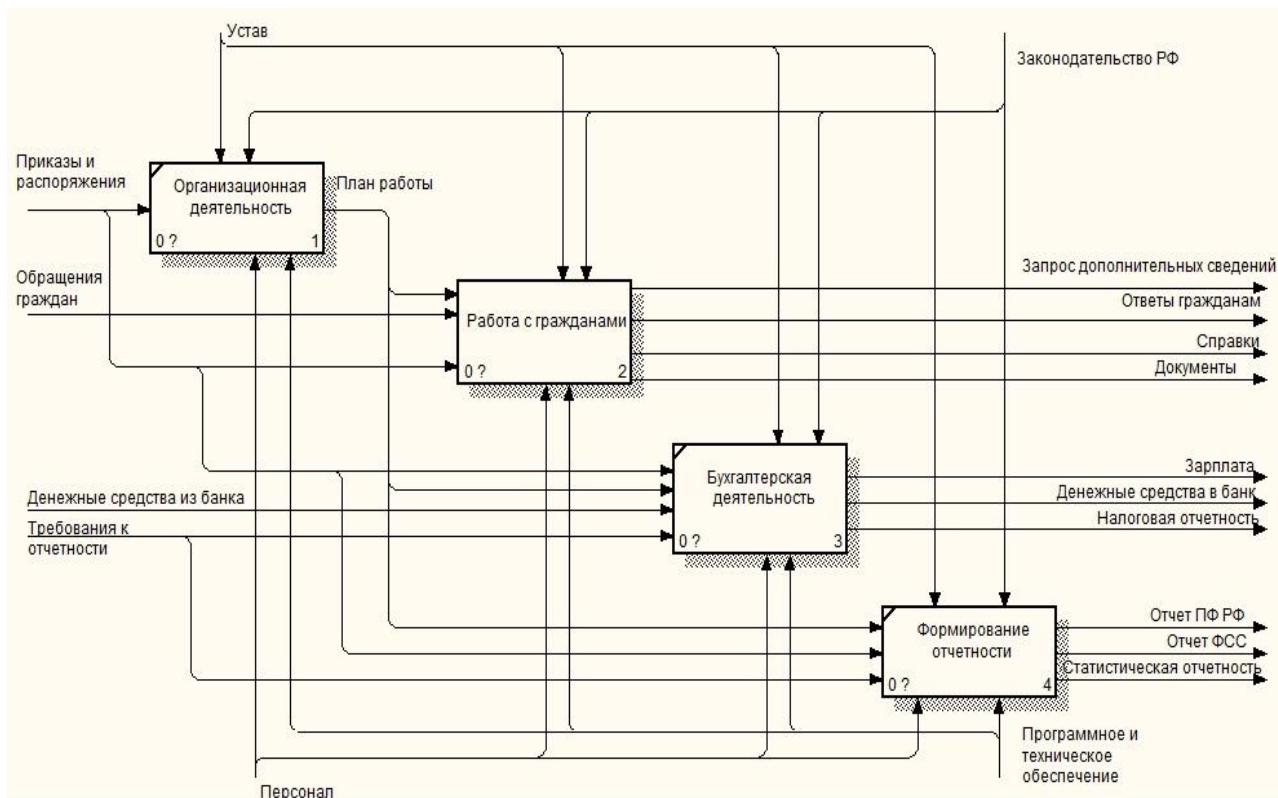 Устав
Законодательство РФ
Приказы и
распоряжения
Организационная
деятельность
0 ?
1
План работы
Обращения
граждан
Работа с гражданами
0 ?
2
Запрос дополнительных сведений
Ответы гражданам
Справки
Документы
Денежные средства из банка
Требования к
отчетности
Бухгалтерская
деятельность
0 ?
3
Зарплата
Денежные средства в банк
Налоговая отчетность
Формирование
отчетности
0 ?
4
Отчет ПФ РФ
Отчет ФСС
Статистическая отчетность
Программное и
техническое
обеспечение
Персонал